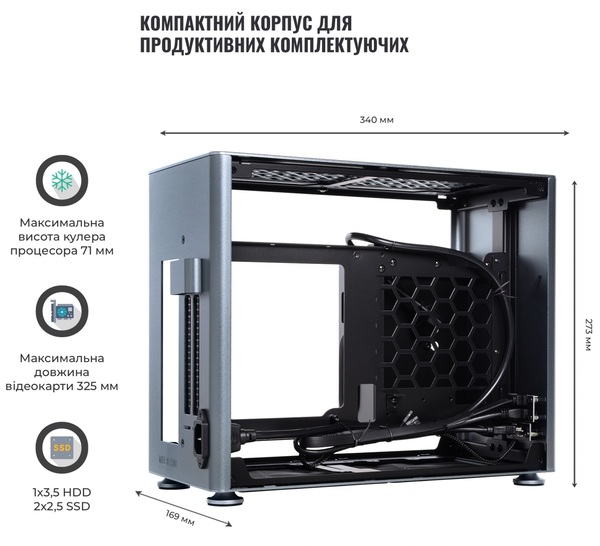 КОМПАКТНИЙ КОРПУС ДЛЯ
ПРОДУКТИВНИХ КОМПЛЕКТУЮЧИХ
340 мм
Максимальна
висота кулера
процесора 71 мм
273 мм
Максимальна
довжина
відеокарти 325 мм
SSD
1x3,5 HDD
2x2,5 SSD
169 мм